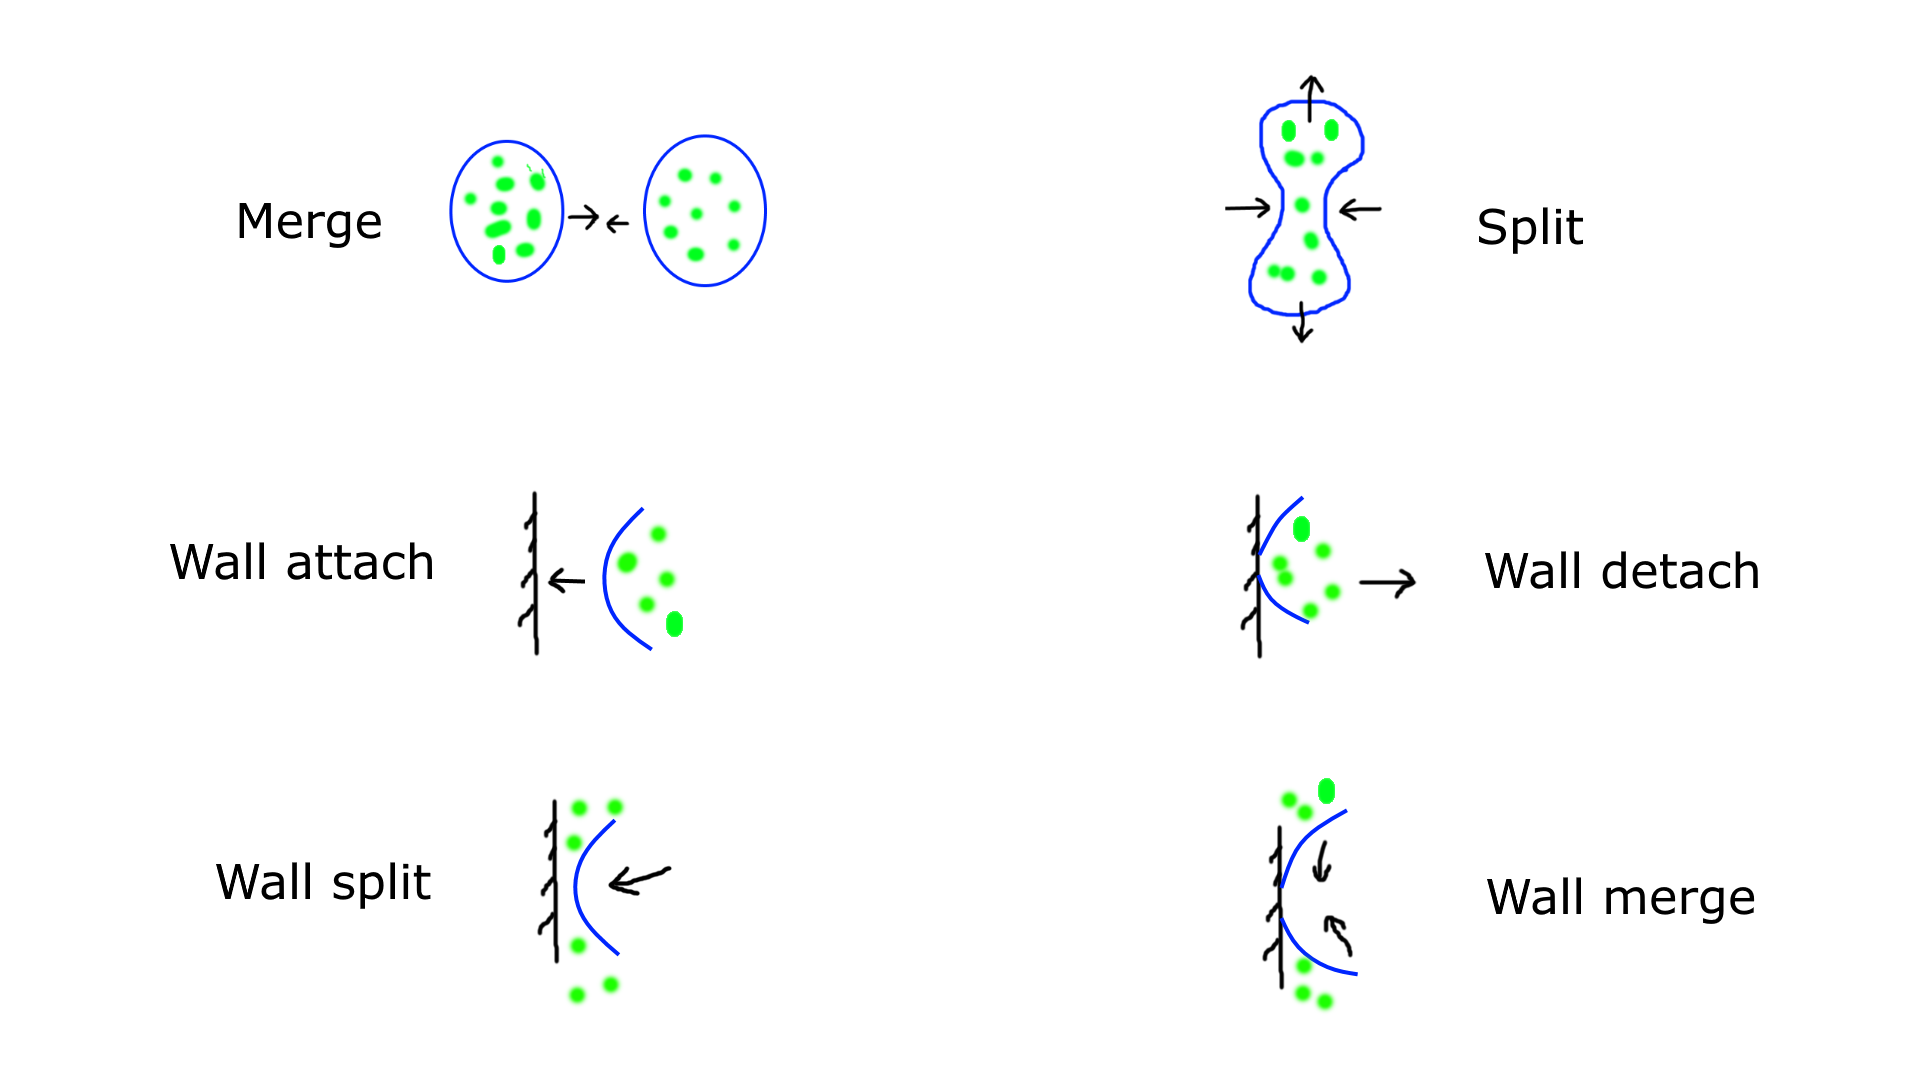 Merge
Split
Wall attach
Wall detach
Wall split
Wall merge